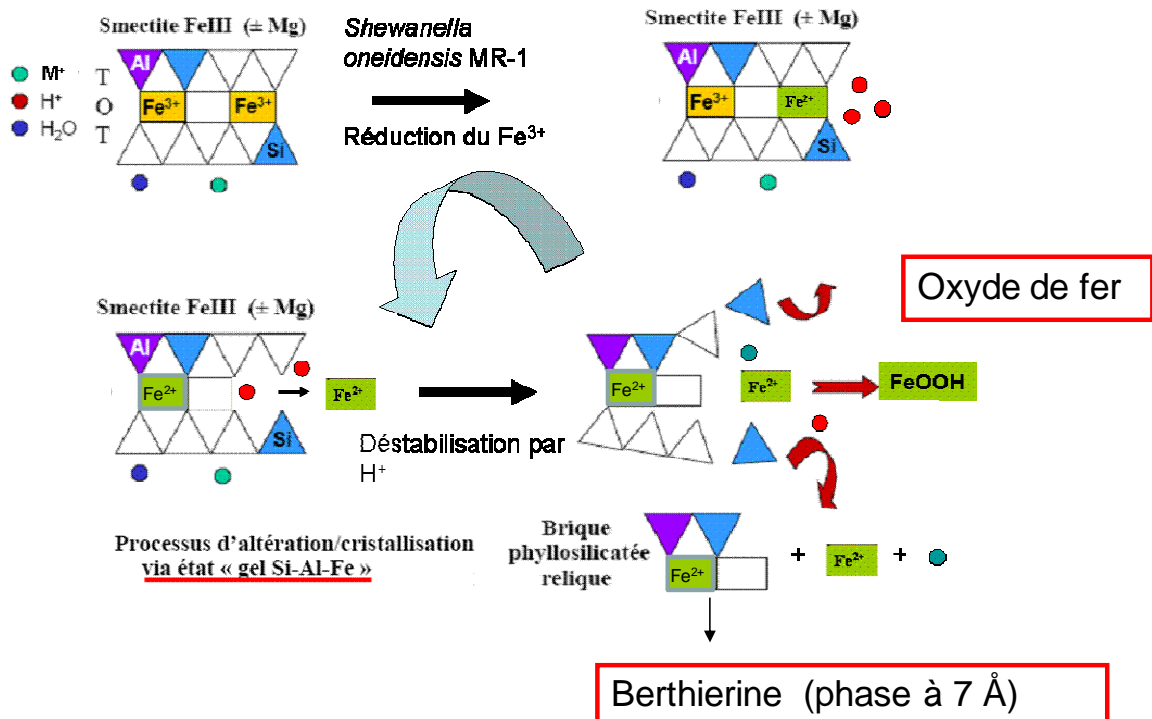 Smectite FeIII (± Mg)
M⁺
H⁺
H₂O
T
O
T
Al
Fe³⁺
Fe³⁺
Si
Shewanella
oneidensis MR-1
Réduction du Fe³⁺
Smectite FeIII (± Mg)
Al
Fe³⁺
Fe²⁺
Si
Smectite FeIII (± Mg)
Al
Fe²⁺
Fe²⁺
Si
Déstabilisation par
H⁺
Oxyde de fer
Fe²⁺
Fe²⁺
FeOOH
Processus d'altération/cristallisation
via état « gel Si-Al-Fe »
Brique
phyllosilicatée
relique
Fe²⁺
+
Fe²⁺
+
Berthierine (phase à 7 Å)